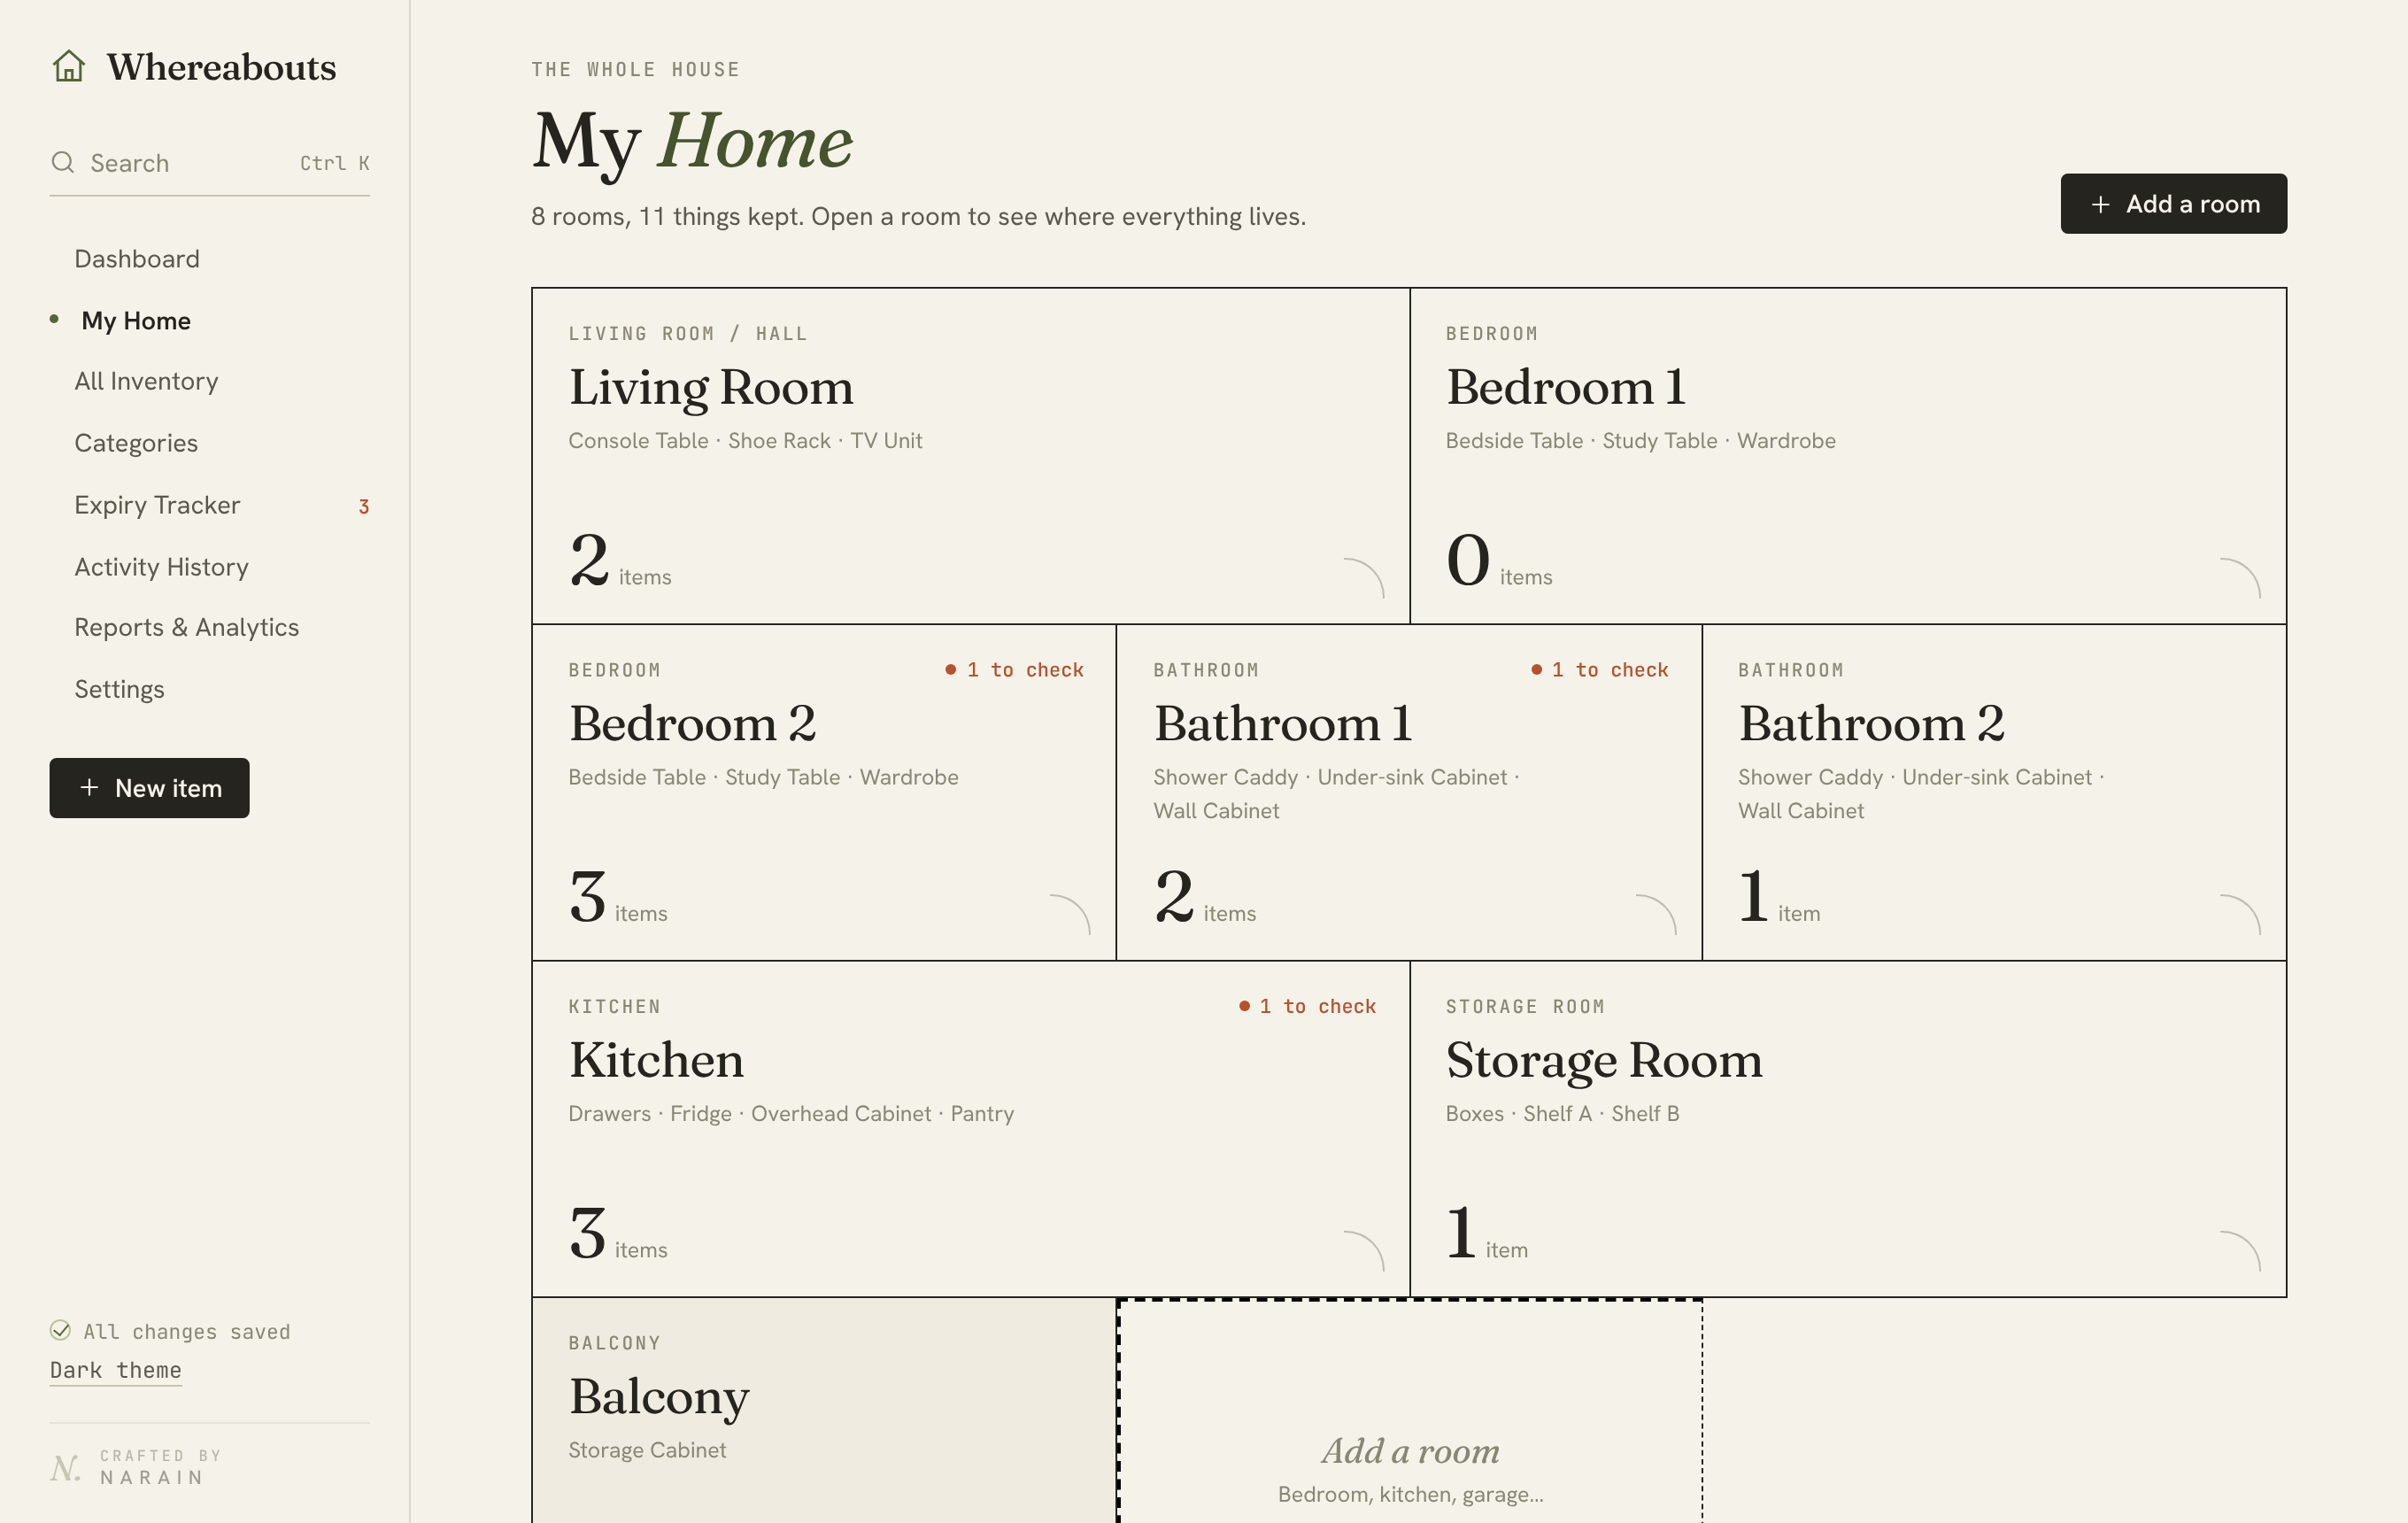 Whereabouts
Search Ctrl K
Dashboard
My Home
All Inventory
Categories
Expiry Tracker 3
Activity History
Reports & Analytics
Settings
+ New item
All changes saved
Dark theme
N. CRAFTED BY
NARAIN
THE WHOLE HOUSE
My Home
8 rooms, 11 things kept. Open a room to see where everything lives.
+ Add a room
LIVING ROOM / HALL
Living Room
Console Table · Shoe Rack · TV Unit
2 items
BEDROOM
Bedroom 1
Bedside Table · Study Table · Wardrobe
0 items
BEDROOM 1 to check
Bedroom 2
Bedside Table · Study Table · Wardrobe
3 items
BATHROOM 1 to check
Bathroom 1
Shower Caddy · Under-sink Cabinet ·
Wall Cabinet
2 items
BATHROOM
Bathroom 2
Shower Caddy · Under-sink Cabinet ·
Wall Cabinet
1 item
KITCHEN 1 to check
Kitchen
Drawers · Fridge · Overhead Cabinet · Pantry
3 items
STORAGE ROOM
Storage Room
Boxes · Shelf A · Shelf B
1 item
BALCONY
Balcony
Storage Cabinet
Add a room
Bedroom, kitchen, garage...